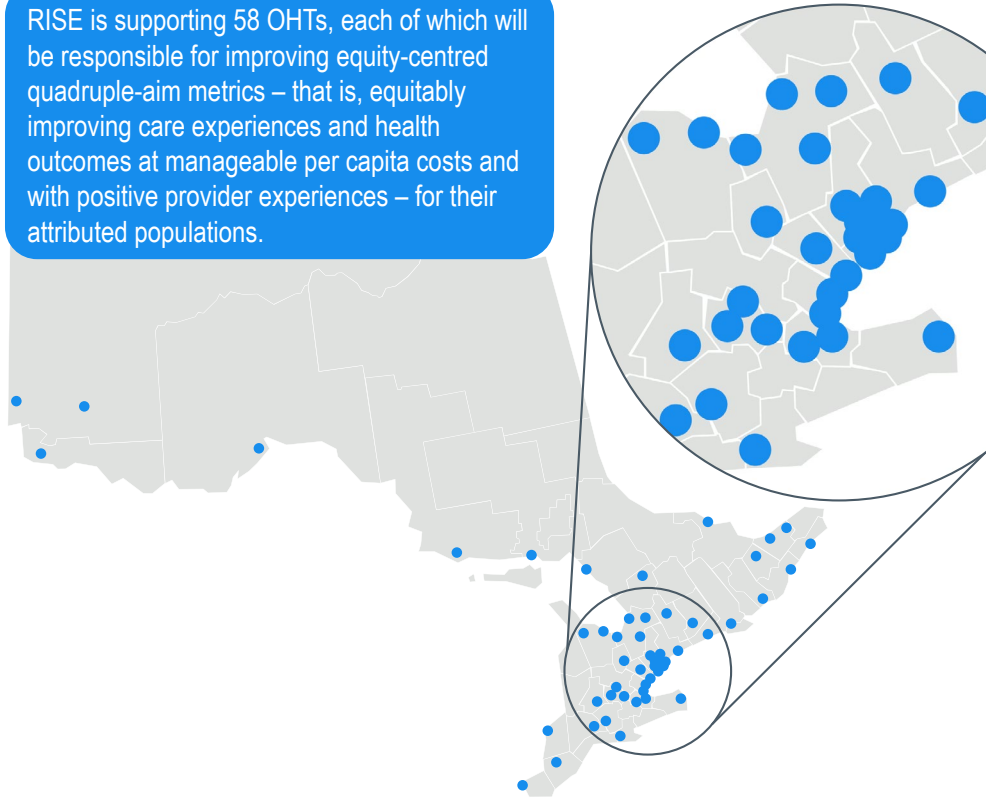 RISE is supporting 58 OHTs, each of which will
be responsible for improving equity-centred
quadruple-aim metrics – that is, equitably
improving care experiences and health
outcomes at manageable per capita costs and
with positive provider experiences – for their
attributed populations.